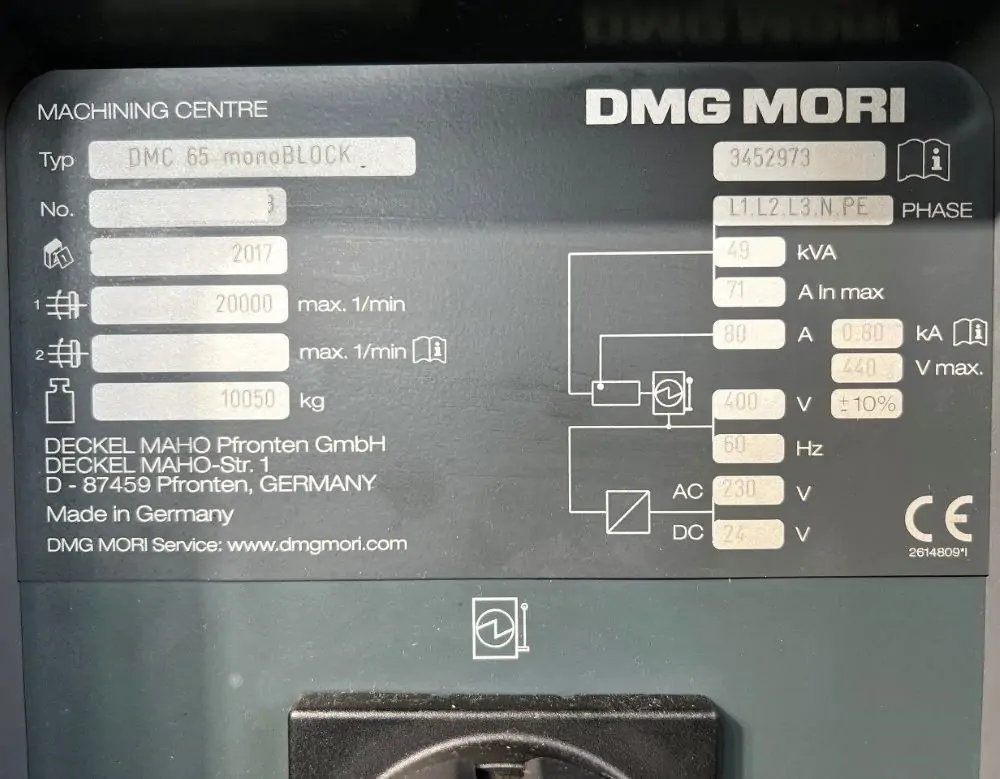 MACHINING CENTRE
DMG MORI
Typ DMC 65 monoBLOCK
3452973
No. 3
L1.L2.L3.N.PE PHASE
2017
49 kVA
1 20000 max. 1/min
71 A In max
80 A 0.80 kA
2 max. 1/min
440 V max.
10050 kg
400 V ±10%
60 Hz
DECKEL MAHO Pfronten GmbH
DECKEL MAHO-Str. 1
D - 87459 Pfronten, GERMANY
Made in Germany
DMG MORI Service: www.dmgmori.com
AC 230 V
DC 24 V
CE
2614809*I